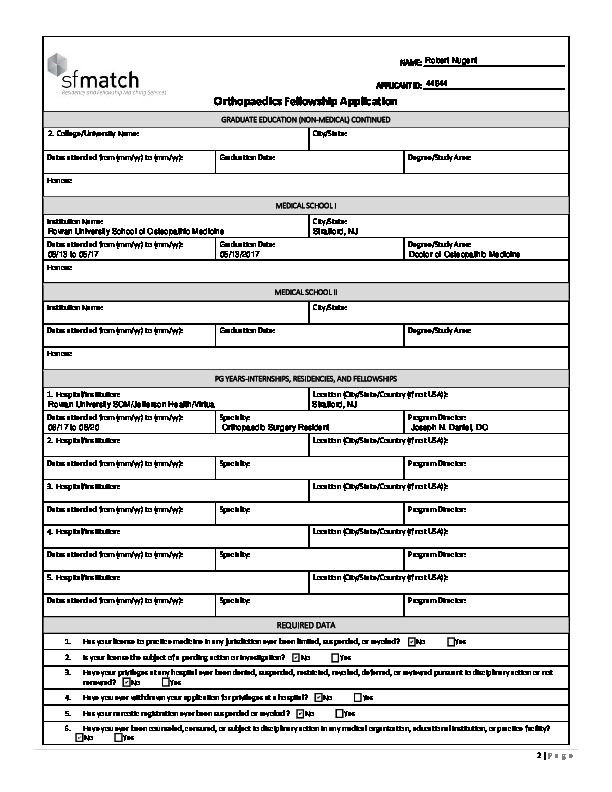 NAME: Robert Nugent
sfmatch
Residency and Fellowship Matching Services
APPLICANT ID: 44644
Orthopaedics Fellowship Application
GRADUATE EDUCATION (NON-MEDICAL) CONTINUED
2. College/University Name: City/State:
Dates attended from (mm/yy) to (mm/yy): Graduation Date: Degree/Study Area:
Honors:
MEDICAL SCHOOL I
Institution Name: City/State:
Rowan University School of Osteopathic Medicine Stratford, NJ
Dates attended from (mm/yy) to (mm/yy): Graduation Date: Degree/Study Area:
08/13 to 05/17 05/13/2017 Doctor of Osteopathic Medicine
Honors:
MEDICAL SCHOOL II
Institution Name: City/State:
Dates attended from (mm/yy) to (mm/yy): Graduation Date: Degree/Study Area:
Honors:
PG YEARS-INTERNSHIPS, RESIDENCIES, AND FELLOWSHIPS
1. Hospital/Institution: Location (City/State/Country (if not USA)):
Rowan University SOM/Jefferson Health/Virtua Stratford, NJ
Dates attended from (mm/yy) to (mm/yy): Specialty: Program Director:
06/17 to 06/20 Orthopaedic Surgery Resident Joseph N. Daniel, DO
2. Hospital/Institution: Location (City/State/Country (if not USA)):
Dates attended from (mm/yy) to (mm/yy): Specialty: Program Director:
3. Hospital/Institution: Location (City/State/Country (if not USA)):
Dates attended from (mm/yy) to (mm/yy): Specialty: Program Director:
4. Hospital/Institution: Location (City/State/Country (if not USA)):
Dates attended from (mm/yy) to (mm/yy): Specialty: Program Director:
5. Hospital/Institution: Location (City/State/Country (if not USA)):
Dates attended from (mm/yy) to (mm/yy): Specialty: Program Director:
REQUIRED DATA
1. Has your license to practice medicine in any jurisdiction ever been limited, suspended, or revoked? ☑No ☐Yes
2. Is your license the subject of a pending action or investigation? ☑No ☐Yes
3. Have your privileges at any hospital ever been denied, suspended, restricted, revoked, deferred, or reviewed pursuant to disciplinary action or not
renewed? ☑No ☐Yes
4. Have you ever withdrawn your application for privileges at a hospital? ☑No ☐Yes
5. Has your narcotic registration ever been suspended or revoked? ☑No ☐Yes
6. Have you ever been counseled, censured, or subject to disciplinary action in any medical organization, educational institution, or practice facility?
☑No ☐Yes
2 | Page